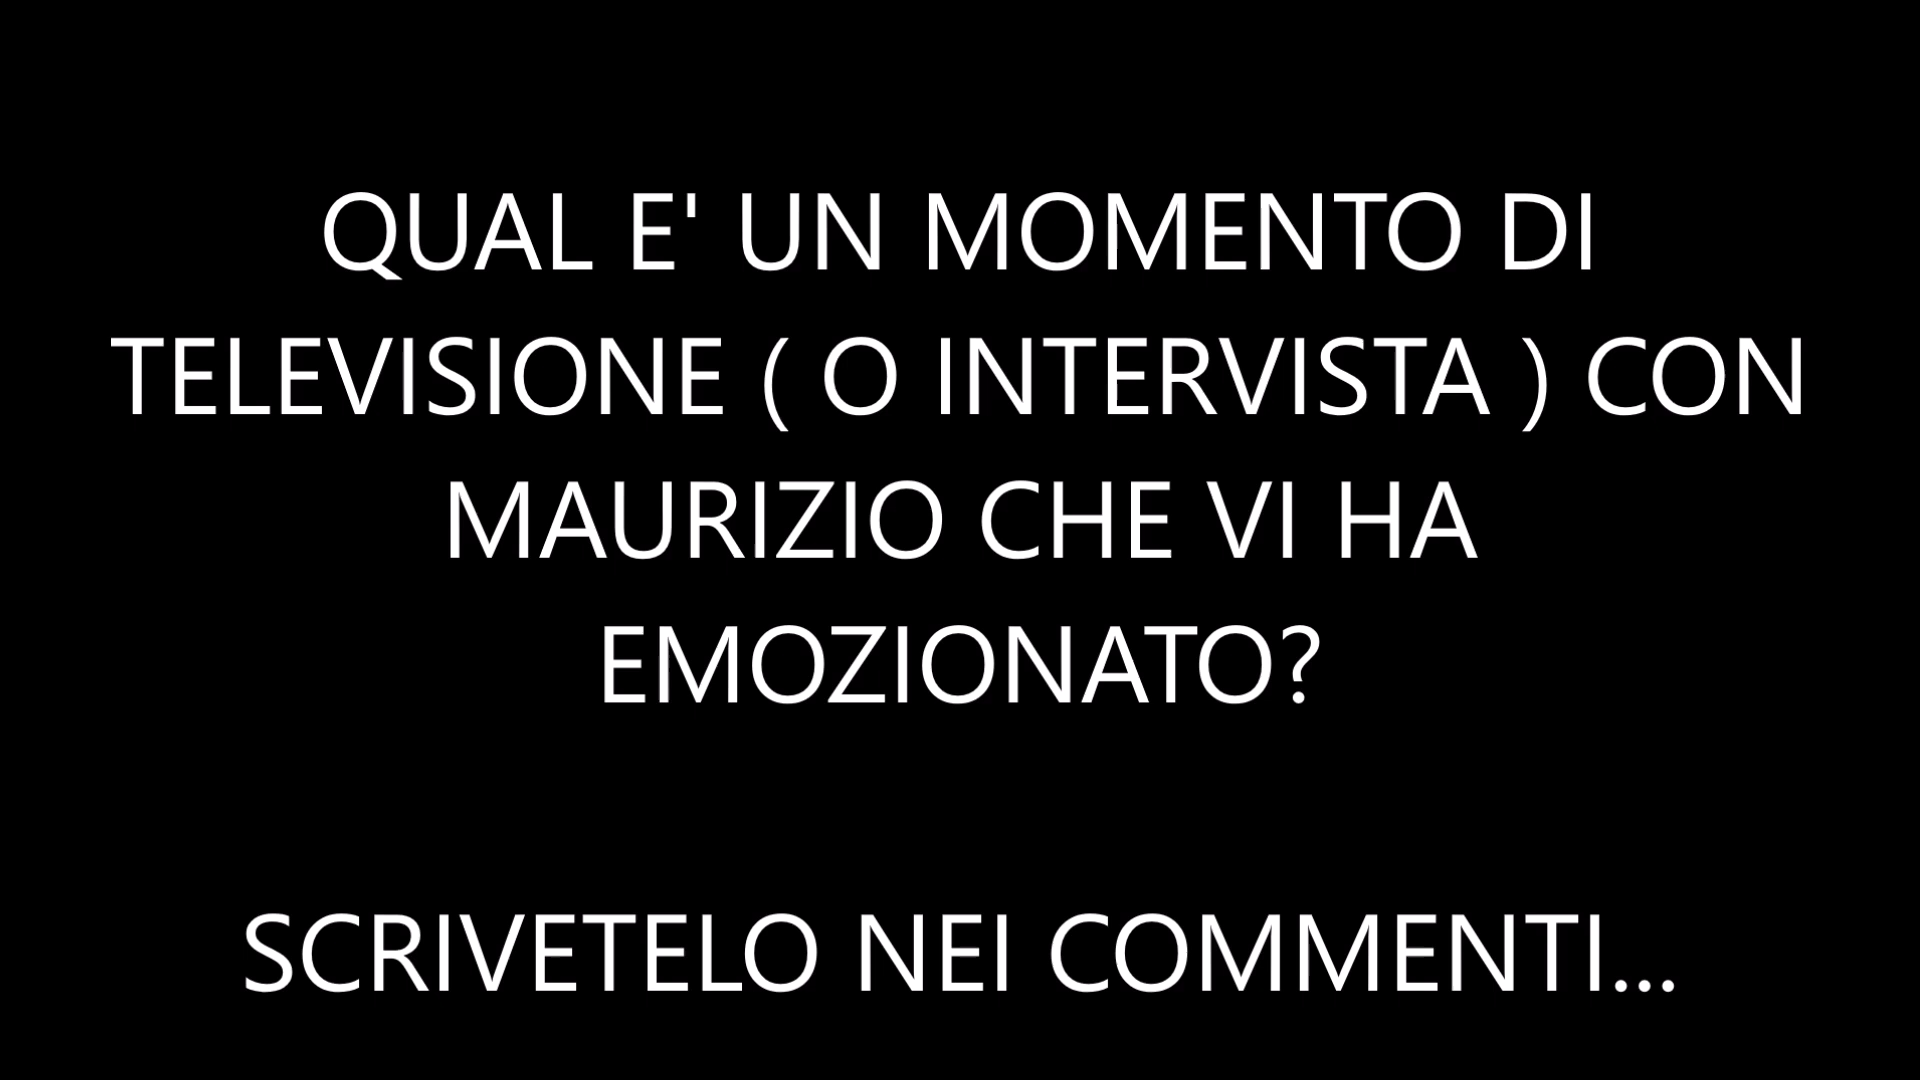 QUAL E' UN MOMENTO DI
TELEVISIONE ( O INTERVISTA ) CON
MAURIZIO CHE VI HA
EMOZIONATO?
SCRIVETELO NEI COMMENTI...